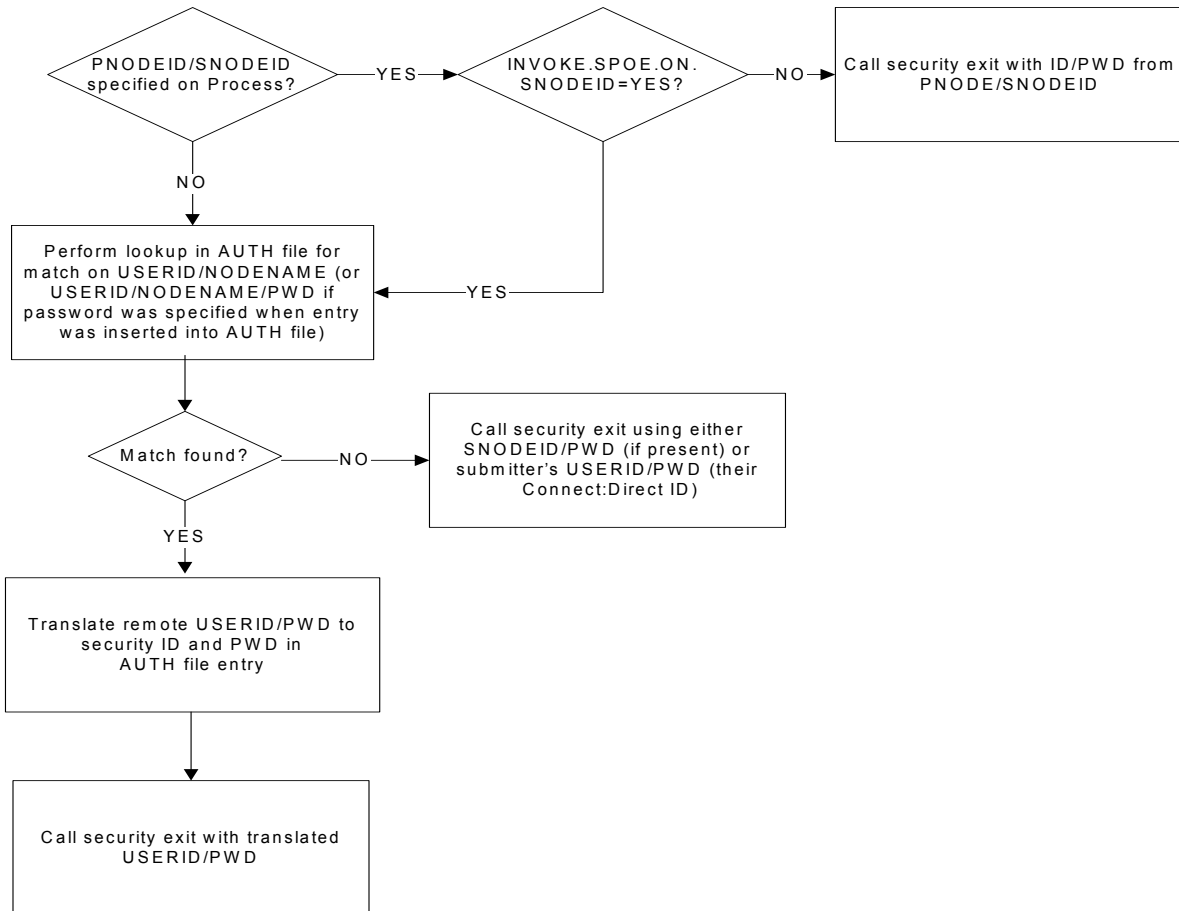 PNODEID/SNODEID
specified on Process?
YES
INVOKE.SPOE.ON.
SNODEID=YES?
NO
Call security exit with ID/PWD from
PNODE/SNODEID
NO
Perform lookup in AUTH file for
match on USERID/NODENAME (or
USERID/NODENAME/PWD if
password was specified when entry
was inserted into AUTH file)
YES
Match found?
NO
Call security exit using either
SNODEID/PWD (if present) or
submitter's USERID/PWD (their
Connect:Direct ID)
YES
Translate remote USERID/PWD to
security ID and PWD in
AUTH file entry
Call security exit with translated
USERID/PWD